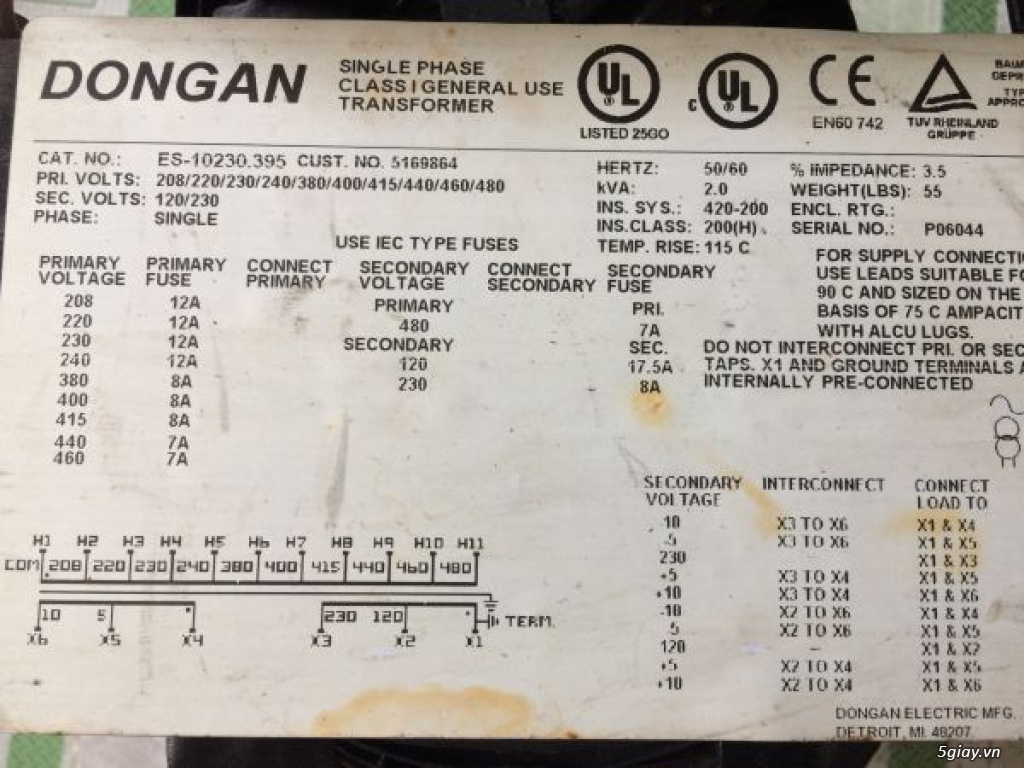 DONGAN
SINGLE PHASE
CLASS I GENERAL USE
TRANSFORMER
UL
LISTED 25GO
c UL
CE
EN60 742
TUV RHEINLAND
GRUPPE
CAT. NO.: ES-10230.395 CUST. NO. 5169864
PRI. VOLTS: 208/220/230/240/380/400/415/440/460/480
SEC. VOLTS: 120/230
PHASE: SINGLE
HERTZ: 50/60
kVA: 2.0
INS. SYS.: 420-200
INS.CLASS: 200(H)
TEMP. RISE: 115 C
% IMPEDANCE: 3.5
WEIGHT(LBS): 55
ENCL. RTG.:
SERIAL NO.: P06044
USE IEC TYPE FUSES
PRIMARY VOLTAGE PRIMARY FUSE CONNECT PRIMARY SECONDARY VOLTAGE CONNECT SECONDARY SECONDARY FUSE
208 12A PRIMARY PRI.
220 12A 480 7A
230 12A SECONDARY SEC.
240 12A 120 17.5A
380 8A 230 8A
400 8A
415 8A
440 7A
460 7A
FOR SUPPLY
USE LEADS SUITABLE
90 C AND SIZED ON THE
BASIS OF 75 C
WITH ALCU LUGS.
DO NOT INTERCONNECT PRI. OR
TAPS. X1 AND GROUND TERMINALS
INTERNALLY PRE-CONNECTED
SECONDARY VOLTAGE INTERCONNECT CONNECT LOAD TO
10 X3 TO X6 X1 & X4
5 X3 TO X6 X1 & X5
230 - X1 & X3
+5 X3 TO X4 X1 & X5
+10 X3 TO X4 X1 & X6
-10 X2 TO X6 X1 & X4
5 X2 TO X6 X1 & X5
120 - X1 & X2
+5 X2 TO X4 X1 & X5
+10 X2 TO X4 X1 & X6
H1 H2 H3 H4 H5 H6 H7 H8 H9 H10 H11
COM 208 220 230 240 380 400 415 440 460 480
10 5 230 120
TERM.
X6 X5 X4 X3 X2 X1
DONGAN ELECTRIC MFG.
DETROIT, MI. 48207
5giay.vn